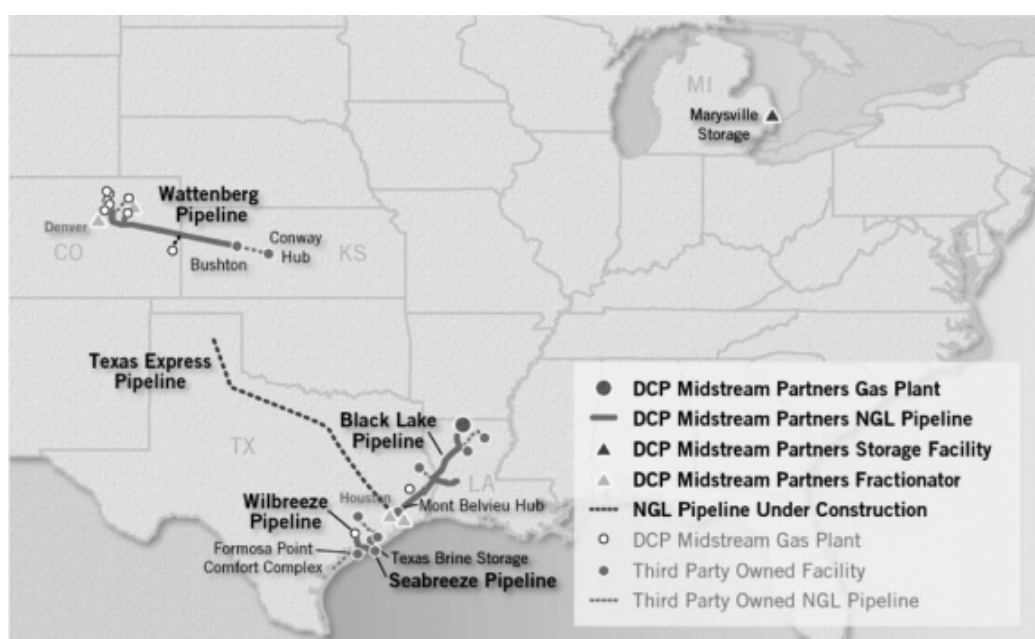 MI
Marysville
Storage
Wattenberg
Pipeline
Denver
CO
Bushton
Conway
Hub
KS
Texas Express
Pipeline
TX
Black Lake
Pipeline
LA
Houston
Mont Belvieu Hub
Wilbreeze
Pipeline
Formosa Point
Comfort Complex
Texas Brine Storage
Seabreeze Pipeline
DCP Midstream Partners Gas Plant
DCP Midstream Partners NGL Pipeline
DCP Midstream Partners Storage Facility
DCP Midstream Partners Fractionator
NGL Pipeline Under Construction
DCP Midstream Gas Plant
Third Party Owned Facility
Third Party Owned NGL Pipeline